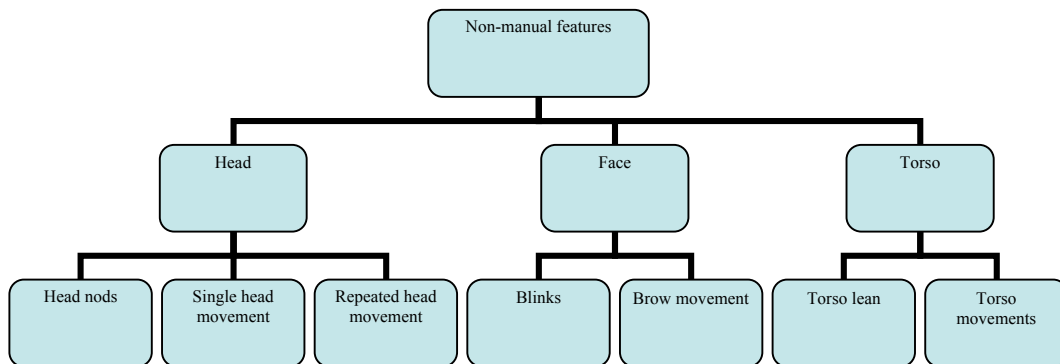 Non-manual features
Head
Face
Torso
Head nods
Single head
movement
Repeated head
movement
Blinks
Brow movement
Torso lean
Torso
movements